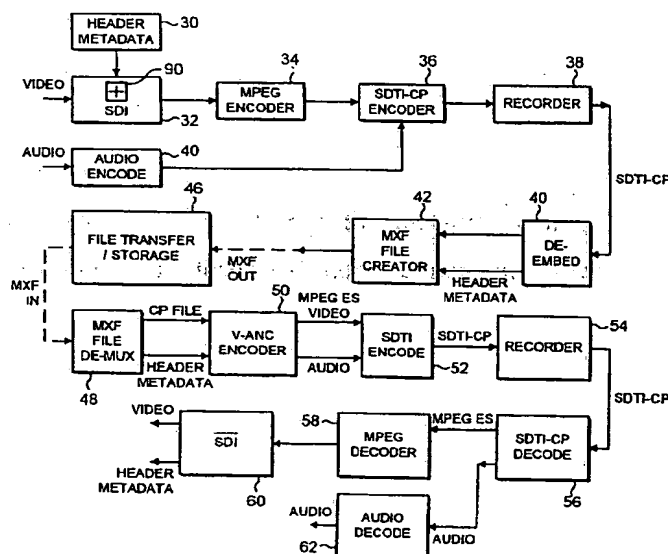 HEADER
METADATA
30
VIDEO
90
SDI
32
34
MPEG
ENCODER
36
SDTI-CP
ENCODER
38
RECORDER
AUDIO
AUDIO
ENCODE
40
SDTI-CP
46
FILE TRANSFER
/ STORAGE
MXF
OUT
42
MXF
FILE
CREATOR
HEADER
METADATA
40
DE-
EMBED
MXF
IN
MXF
FILE
DE-MUX
48
CP FILE
HEADER
METADATA
50
V-ANC
ENCODER
MPEG ES
VIDEO
AUDIO
SDTI
ENCODE
52
SDTI-CP
54
RECORDER
SDTI-CP
VIDEO
HEADER
METADATA
SDI
60
58
MPEG
DECODER
MPEG ES
SDTI-CP
DECODE
56
AUDIO
62
AUDIO
DECODE
AUDIO